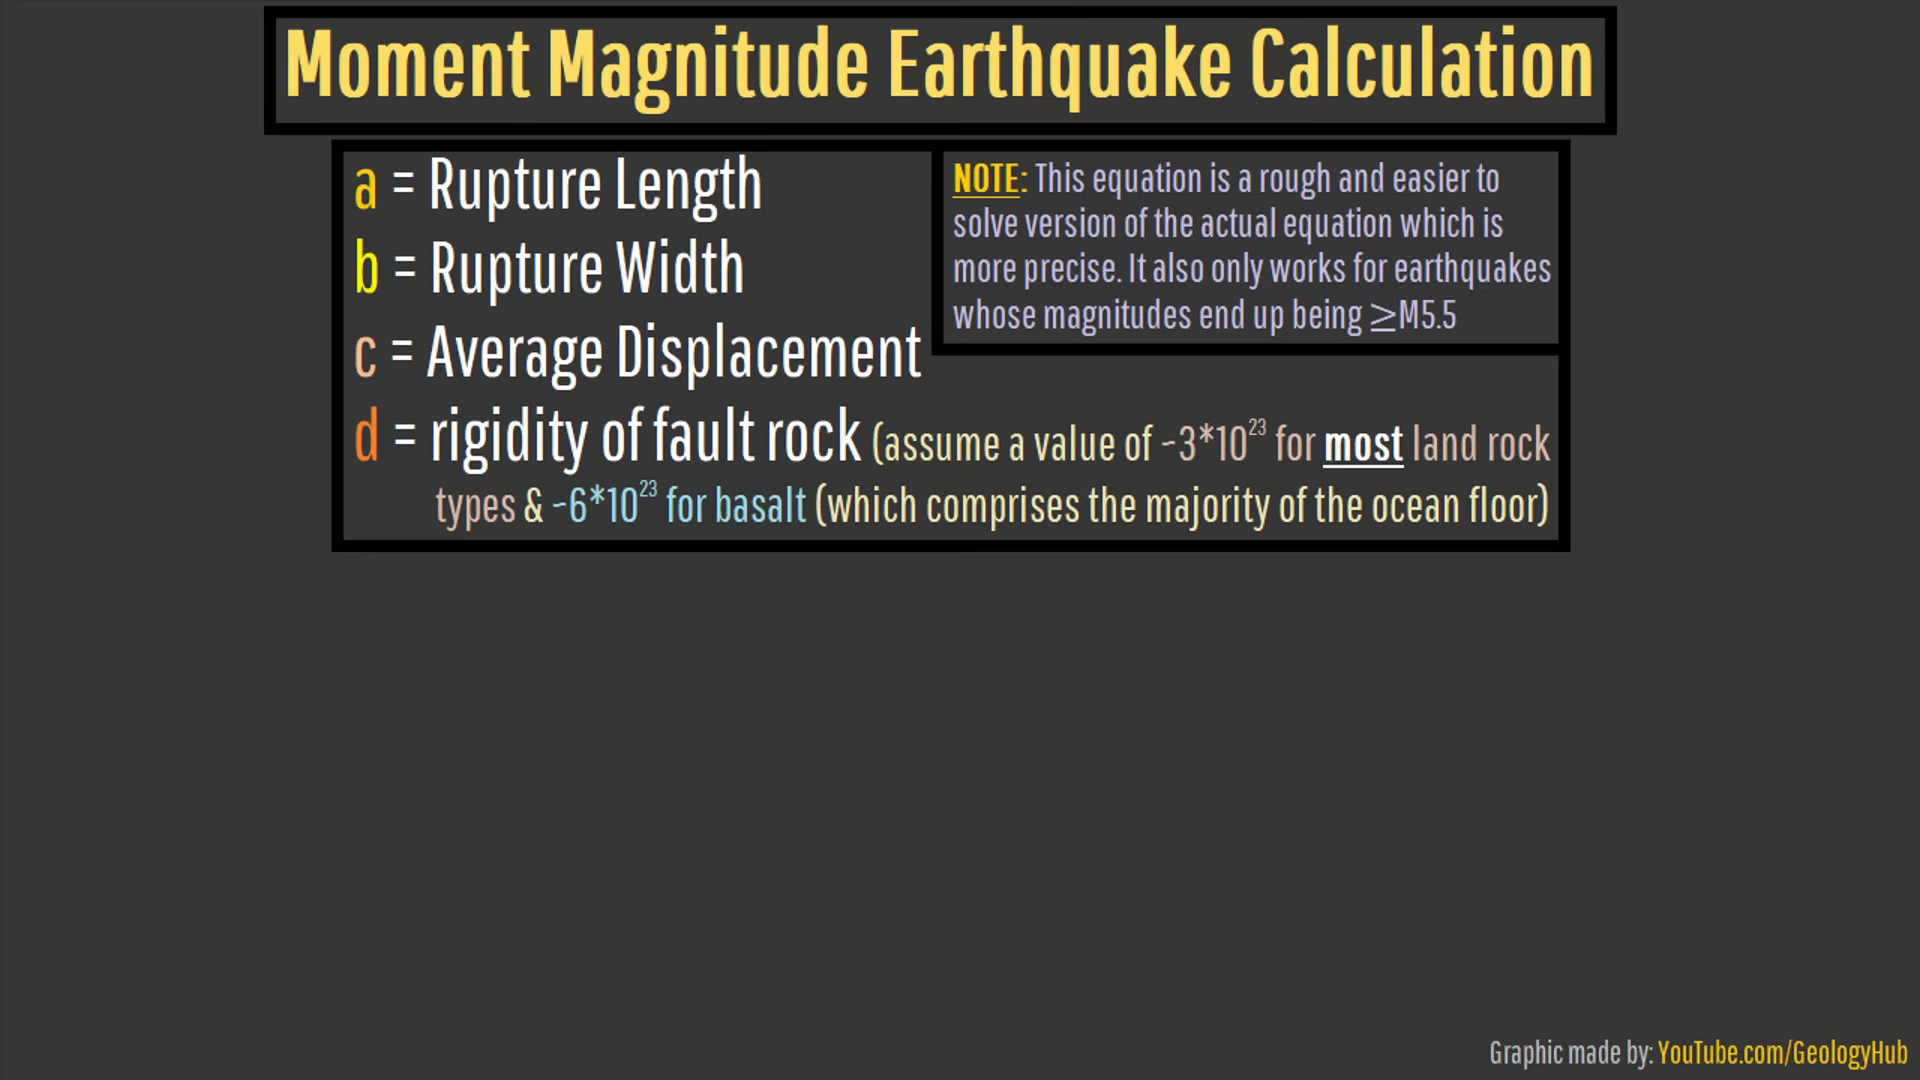 Moment Magnitude Earthquake Calculation
a = Rupture Length
b = Rupture Width
c = Average Displacement
d = rigidity of fault rock (assume a value of ~3*10²³ for most land rock
types & ~6*10²³ for basalt (which comprises the majority of the ocean floor)
NOTE: This equation is a rough and easier to
solve version of the actual equation which is
more precise. It also only works for earthquakes
whose magnitudes end up being ≥M5.5
Graphic made by: YouTube.com/GeologyHub